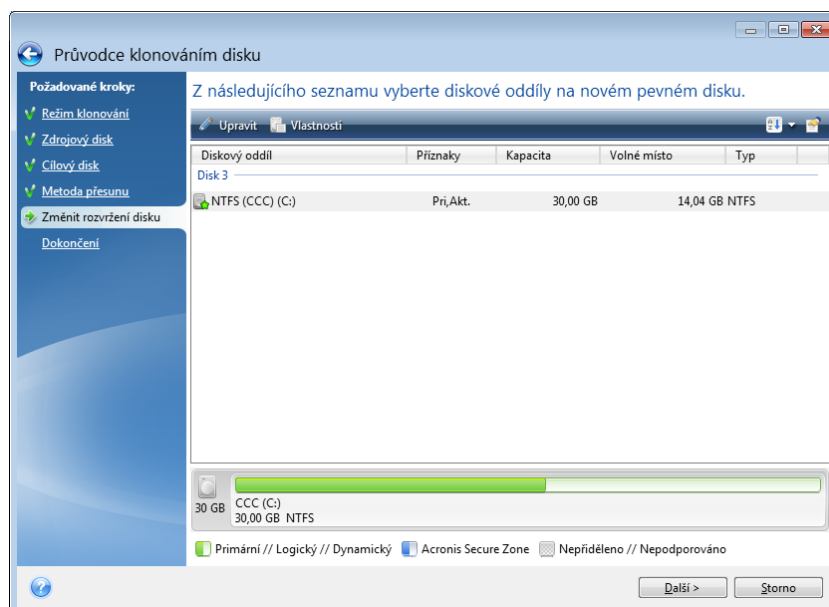 Průvodce klonováním disku
Požadované kroky:
Režim klonování
Zdrojový disk
Cílový disk
Metoda přesunu
Změnit rozvržení disku
Dokončení
Z následujícího seznamu vyberte diskové oddíly na novém pevném disku.
Upravit Vlastnosti
Diskový oddíl Příznaky Kapacita Volné místo Typ
Disk 3
NTFS (CCC) (C:) Pri,Akt. 30,00 GB 14,04 GB NTFS
30 GB
CCC (C:)
30,00 GB NTFS
Primární // Logický // Dynamický Acronis Secure Zone Nepřiděleno // Nepodporováno
Další > Storno